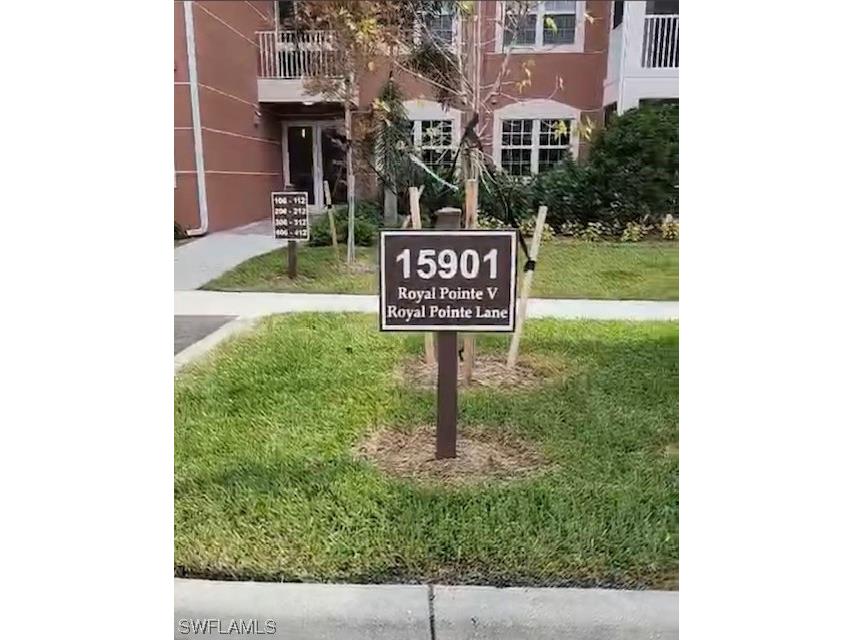 106 - 112
206 - 212
306 - 312
406 - 412
15901
Royal Pointe V
Royal Pointe Lane
SWFLAMLS